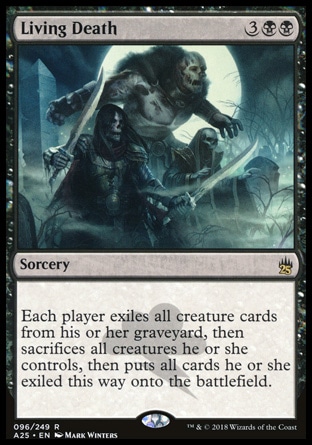 Living Death 3
Sorcery
25
Each player exiles all creature cards
from his or her graveyard, then
sacrifices all creatures he or she
controls, then puts all cards he or she
exiled this way onto the battlefield.
096/249 R
A25 • EN Mark Winters
™ & © 2018 Wizards of the Coast